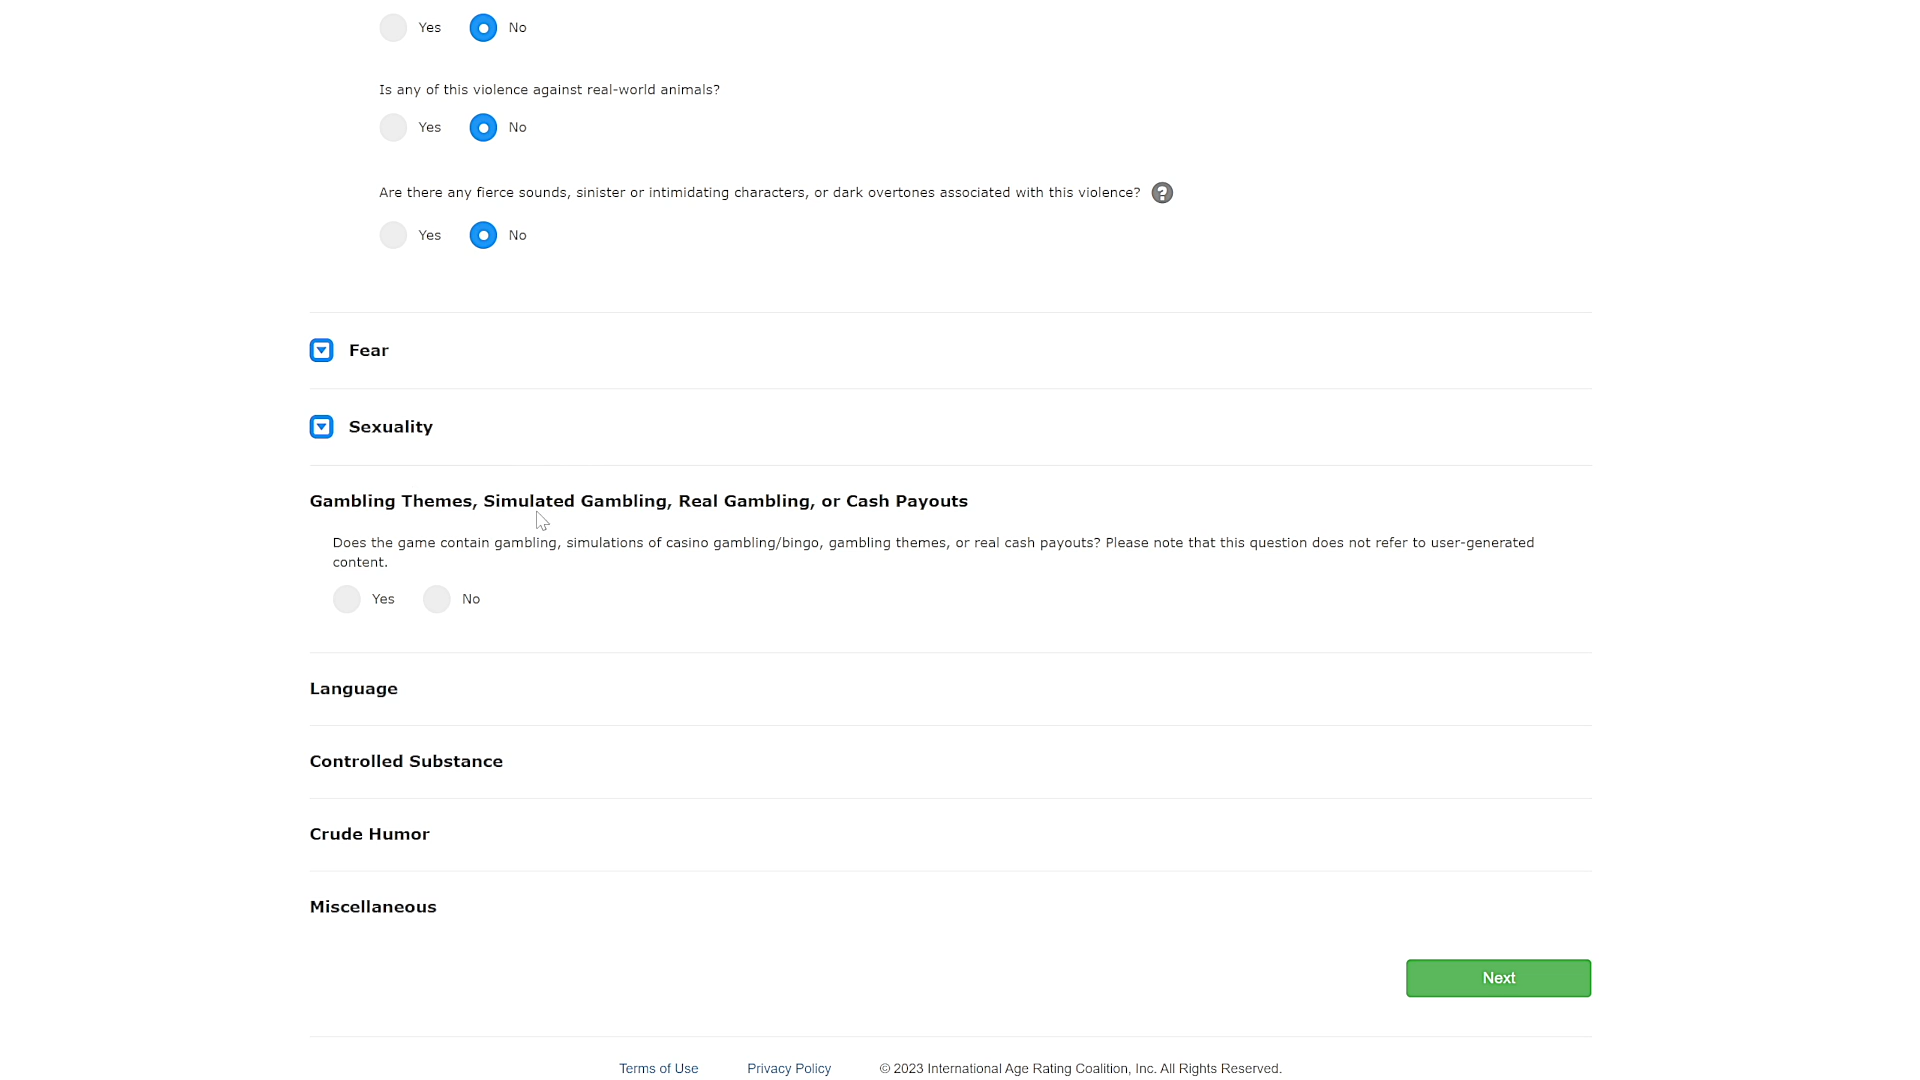 Yes No
Is any of this violence against real-world animals?
Yes No
Are there any fierce sounds, sinister or intimidating characters, or dark overtones associated with this violence? ?
Yes No
Fear
Sexuality
Gambling Themes, Simulated Gambling, Real Gambling, or Cash Payouts
Does the game contain gambling, simulations of casino gambling/bingo, gambling themes, or real cash payouts? Please note that this question does not refer to user-generated
content.
Yes No
Language
Controlled Substance
Crude Humor
Miscellaneous
Next
Terms of Use Privacy Policy © 2023 International Age Rating Coalition, Inc. All Rights Reserved.